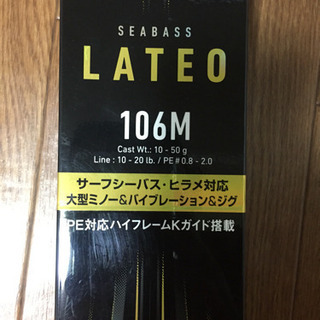 SEABASS
LATEO
106M
Cast Wt.: 10 - 50 g
Line : 10 - 20 lb. / PE#0.8 - 2.0
サーフシーバス・ヒラメ対応
大型ミノー&バイブレーション&ジグ
PE対応ハイフレームKガイド搭載